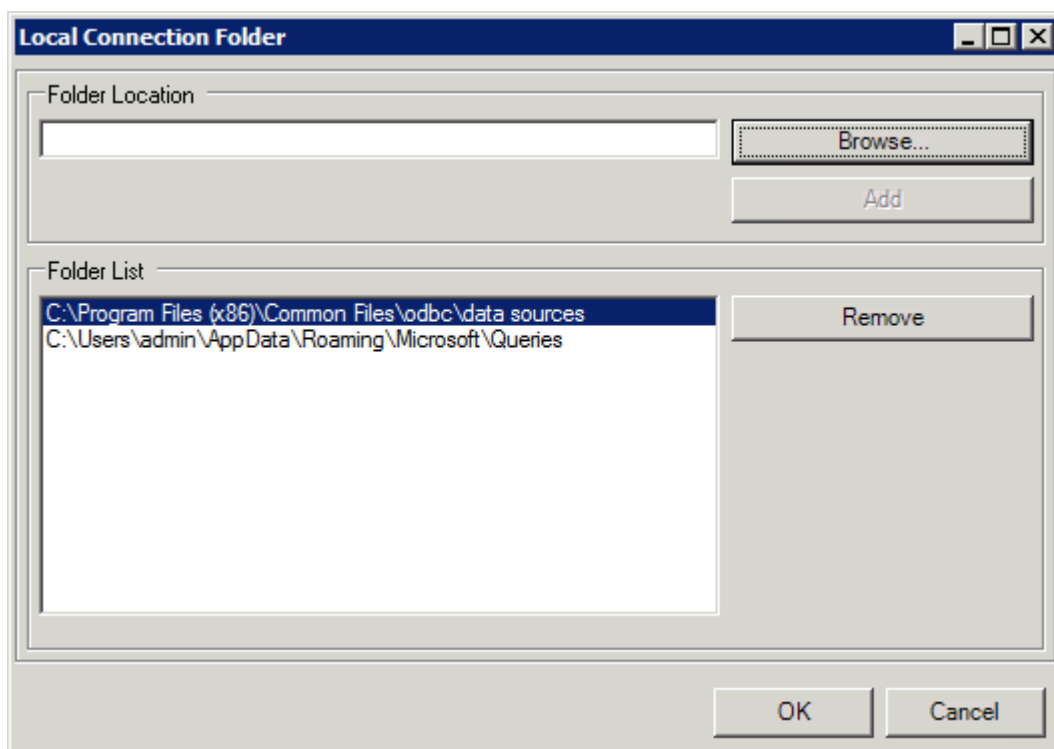 Local Connection Folder
Folder Location
Browse...
Add
Folder List
C:\Program Files (x86)\Common Files\odbc\data sources
C:\Users\admin\AppData\Roaming\Microsoft\Queries
Remove
OK
Cancel